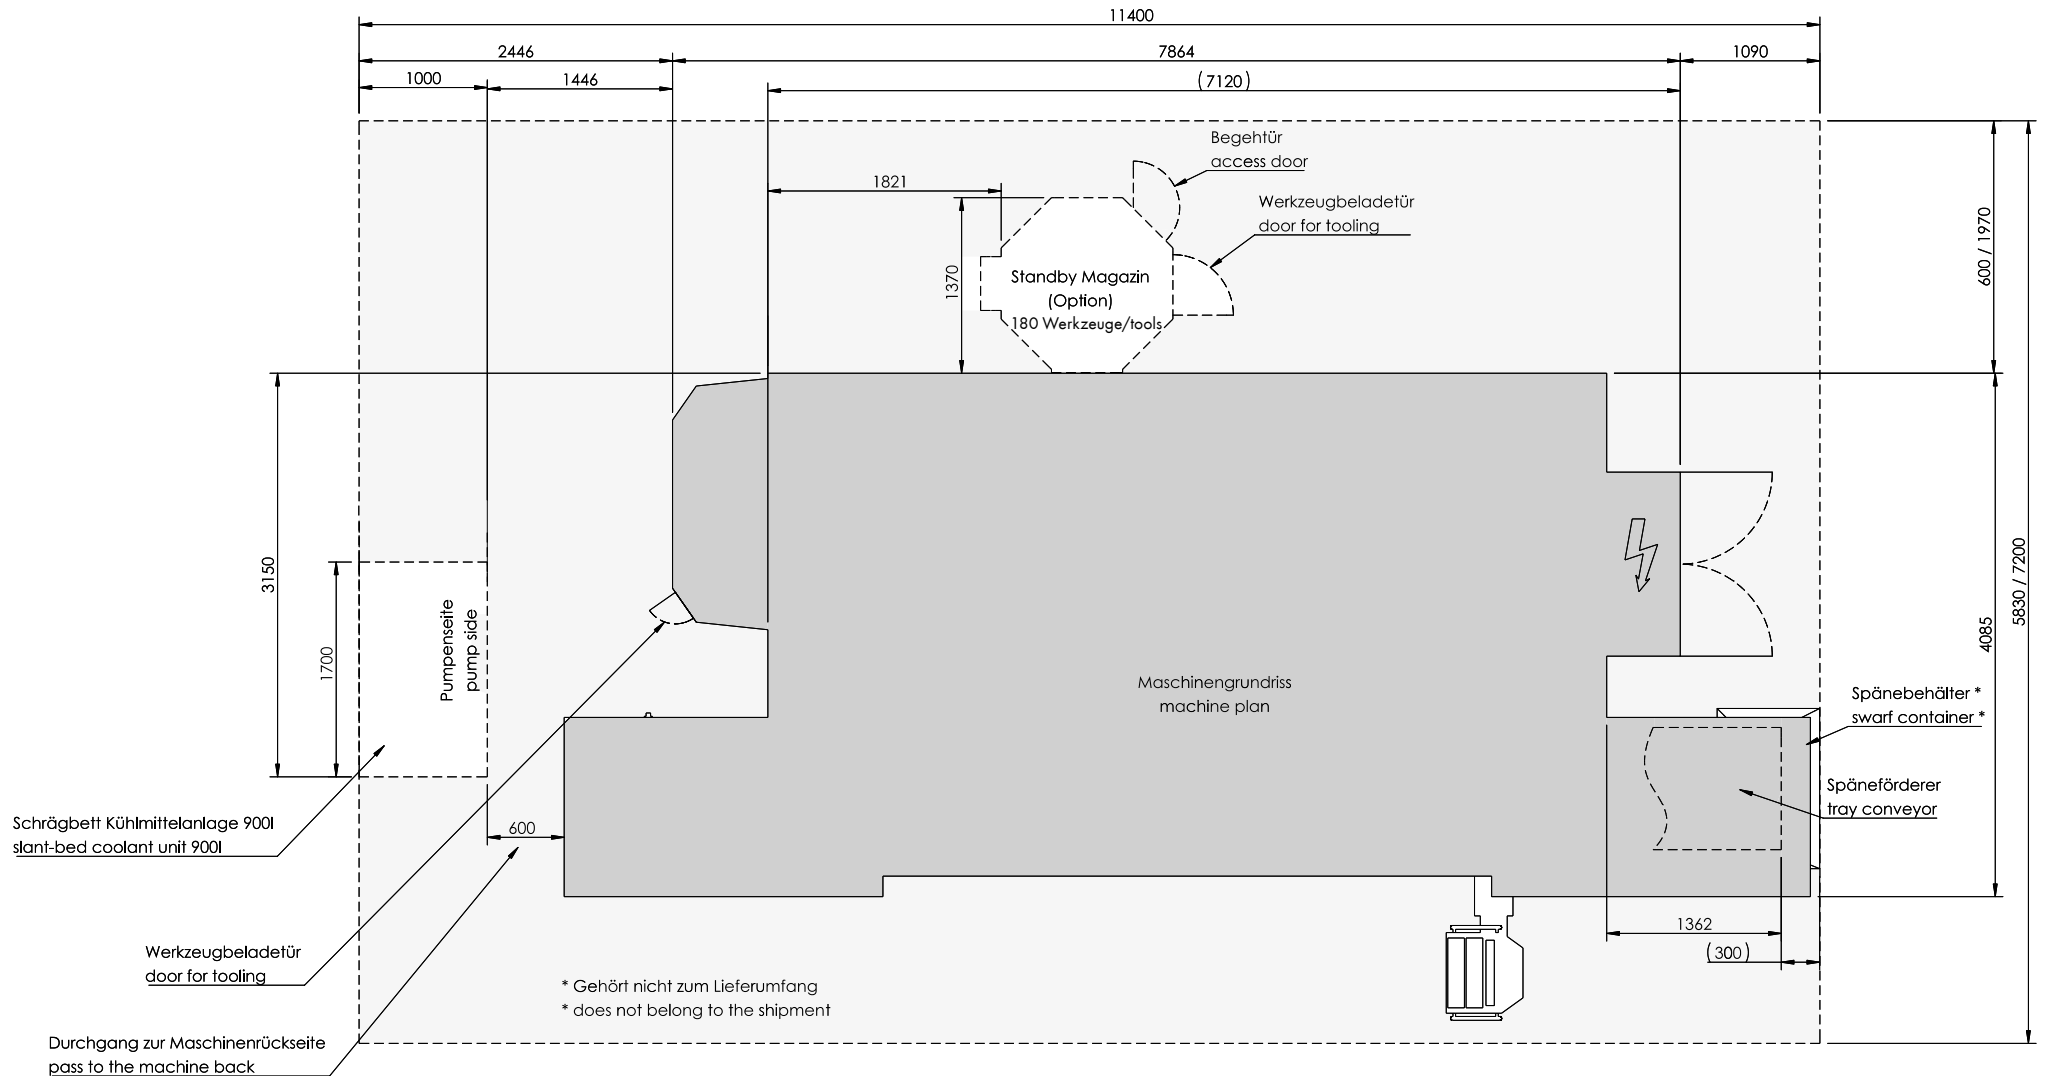 11400
2446
7864
1090
1000
1446
(7120)
Begehtür
access door
1821
Werkzeugbeladetür
door for tooling
600 / 1970
1370
Standby Magazin
(Option)
180 Werkzeuge/tools
3150
1700
Pumpenseite
pump side
5830 / 7200
4085
Maschinengrundriss
machine plan
Spänebehälter *
swarf container *
Späneförderer
tray conveyor
Schrägbett Kühlmittelanlage 900l
slant-bed coolant unit 900l
600
1362
(300)
Werkzeugbeladetür
door for tooling
* Gehört nicht zum Lieferumfang
* does not belong to the shipment
Durchgang zur Maschinenrückseite
pass to the machine back